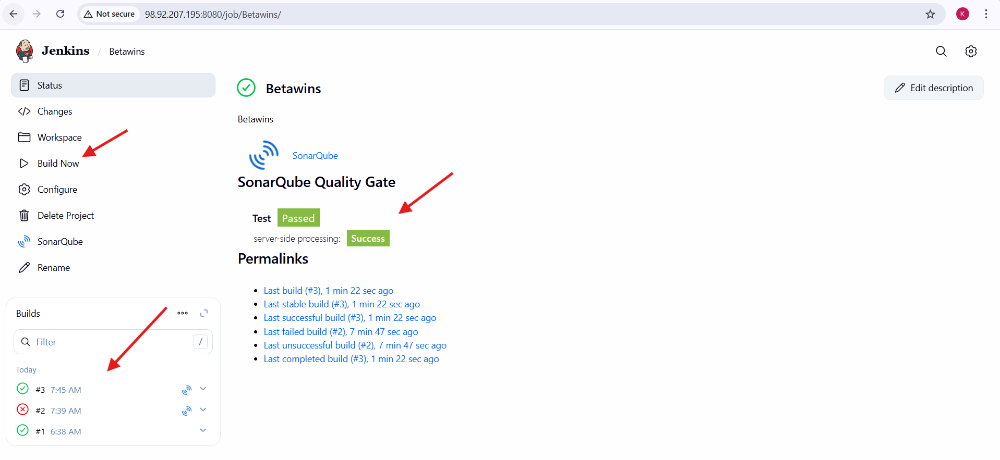 Not secure 98.92.207.195:8080/job/Betawins/
K
Jenkins / Betawins
Status
Changes
Workspace
Build Now
Configure
Delete Project
SonarQube
Rename
Builds
Filter /
Today
#3 7:45 AM
#2 7:39 AM
#1 6:38 AM
Betawins
Edit description
Betawins
SonarQube
SonarQube Quality Gate
Test Passed
server-side processing: Success
Permalinks
Last build (#3), 1 min 22 sec ago
Last stable build (#3), 1 min 22 sec ago
Last successful build (#3), 1 min 22 sec ago
Last failed build (#2), 7 min 47 sec ago
Last unsuccessful build (#2), 7 min 47 sec ago
Last completed build (#3), 1 min 22 sec ago